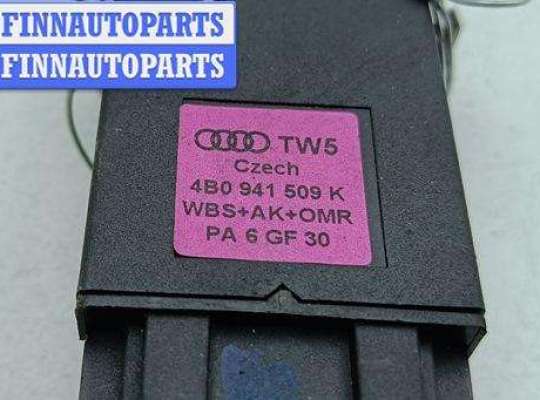 FINNAUTOPARTS
FINNAUTOPARTS
TW5
Czech
4B0 941 509 K
WBS+AK+OMR
PA 6 GF 30